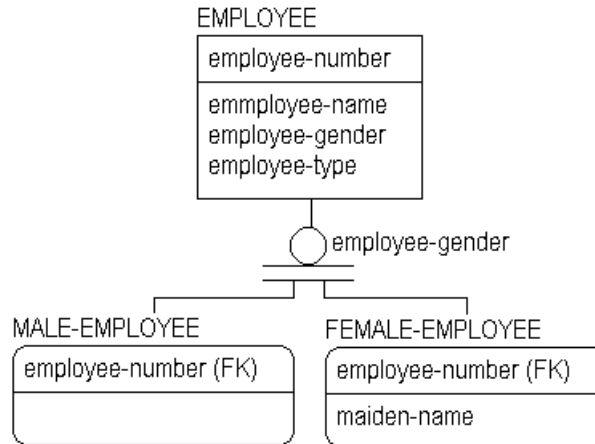 EMPLOYEE
employee-number
emmployee-name
employee-gender
employee-type
employee-gender
MALE-EMPLOYEE
employee-number (FK)
FEMALE-EMPLOYEE
employee-number (FK)
maiden-name